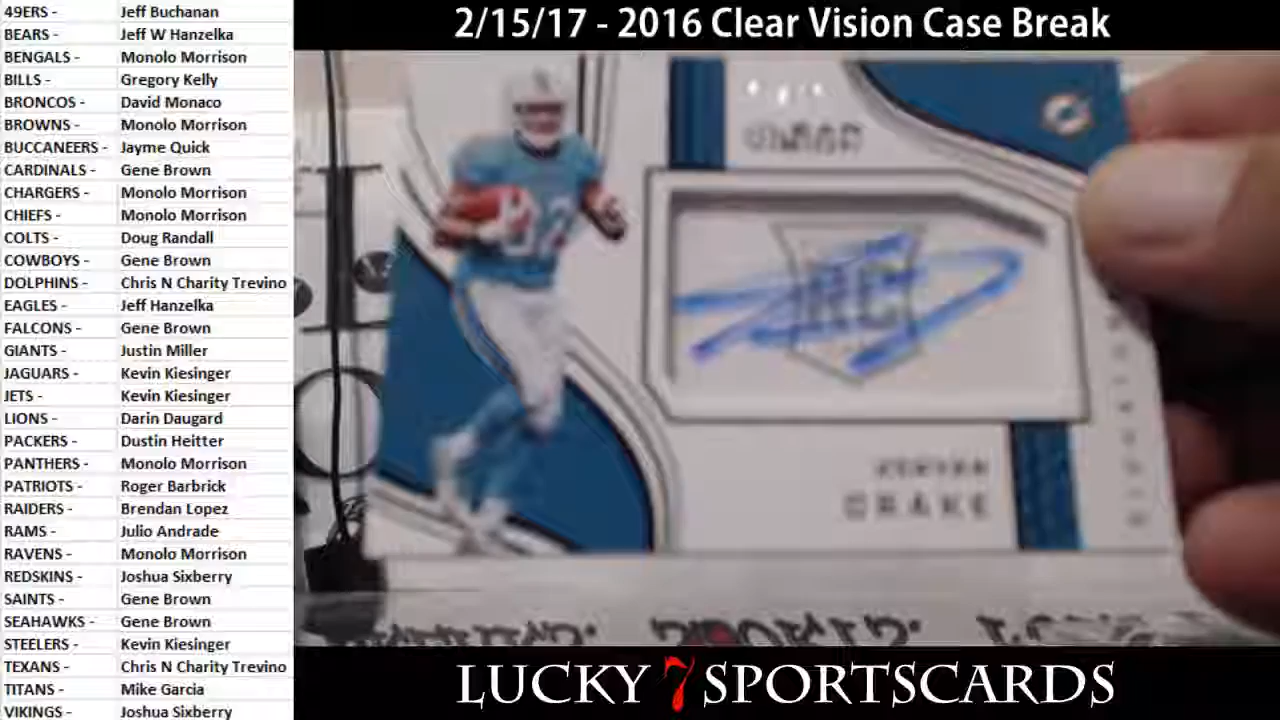 2/15/17 - 2016 Clear Vision Case Break
49ERS - Jeff Buchanan
BEARS - Jeff W Hanzelka
BENGALS - Monolo Morrison
BILLS - Gregory Kelly
BRONCOS - David Monaco
BROWNS - Monolo Morrison
BUCCANEERS - Jayme Quick
CARDINALS - Gene Brown
CHARGERS - Monolo Morrison
CHIEFS - Monolo Morrison
COLTS - Doug Randall
COWBOYS - Gene Brown
DOLPHINS - Chris N Charity Trevino
EAGLES - Jeff Hanzelka
FALCONS - Gene Brown
GIANTS - Justin Miller
JAGUARS - Kevin Kiesinger
JETS - Kevin Kiesinger
LIONS - Darin Daugard
PACKERS - Dustin Heitter
PANTHERS - Monolo Morrison
PATRIOTS - Roger Barbrick
RAIDERS - Brendan Lopez
RAMS - Julio Andrade
RAVENS - Monolo Morrison
REDSKINS - Joshua Sixberry
SAINTS - Gene Brown
SEAHAWKS - Gene Brown
STEELERS - Kevin Kiesinger
TEXANS - Chris N Charity Trevino
TITANS - Mike Garcia
VIKINGS - Joshua Sixberry
RC
KENYAN
DRAKE
LUCKY 7 SPORTSCARDS